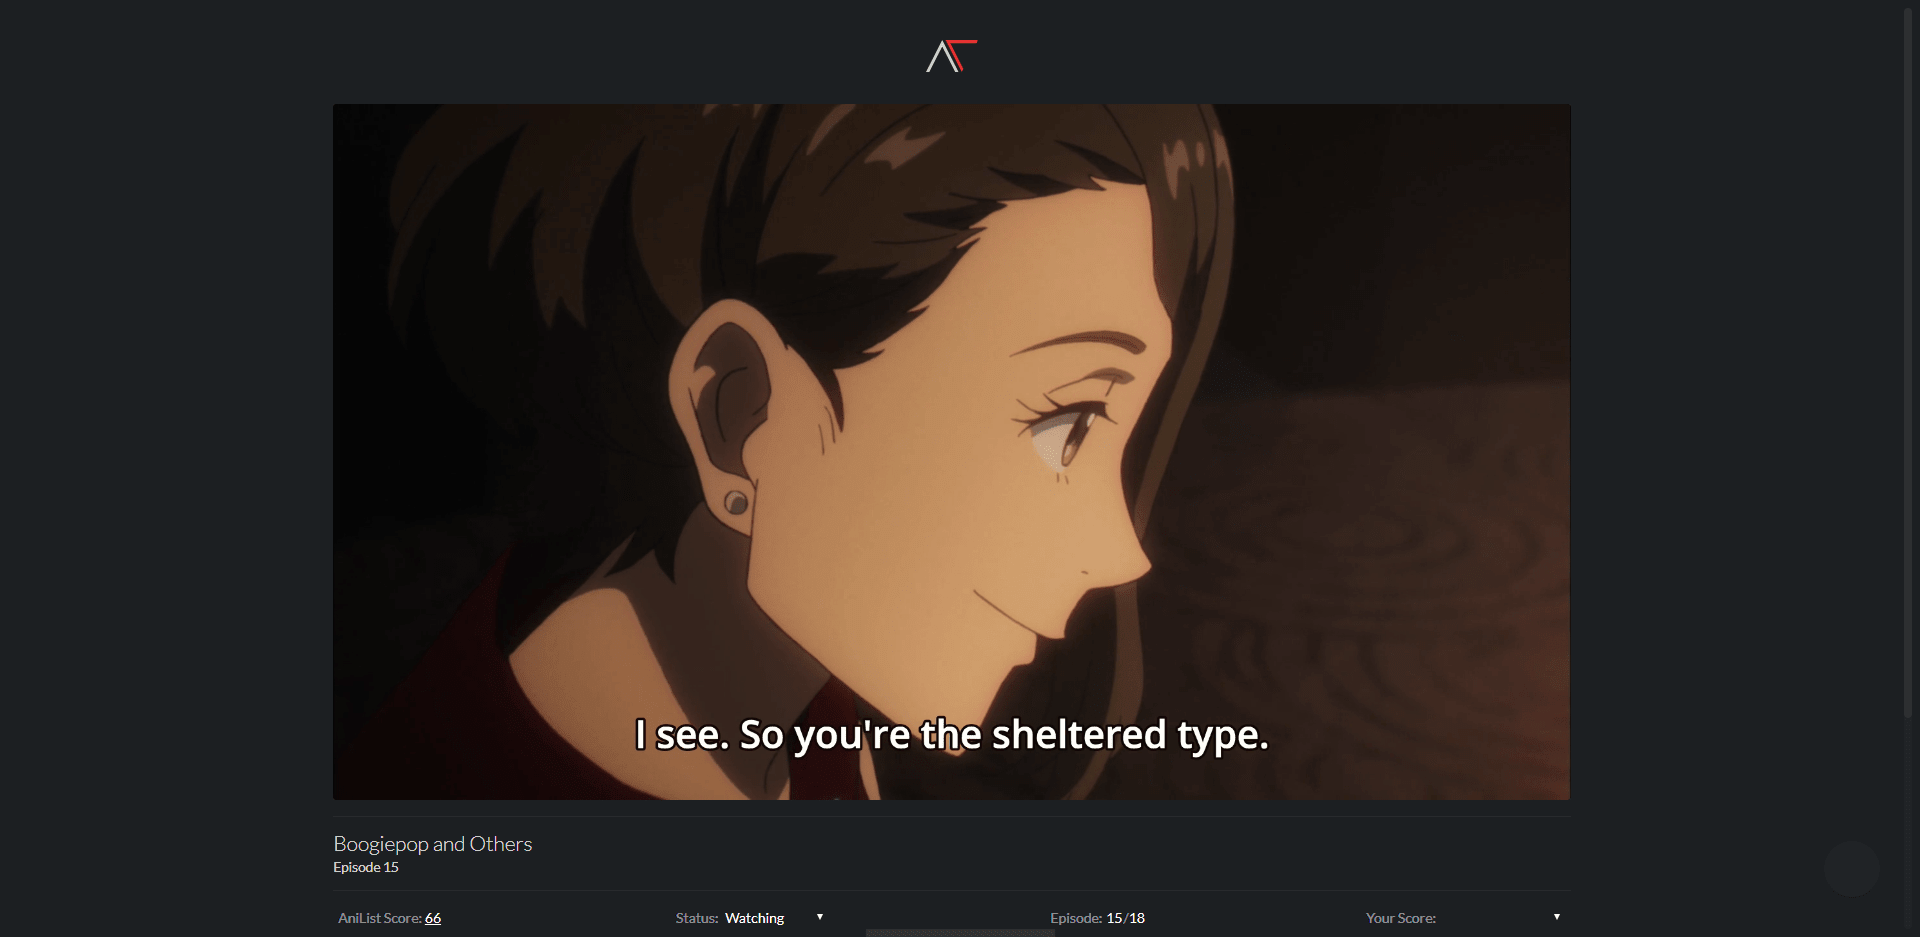 I see. So you're the sheltered type.
Boogiepop and Others
Episode 15
AniList Score: 66 Status: Watching Episode: 15/18 Your Score: